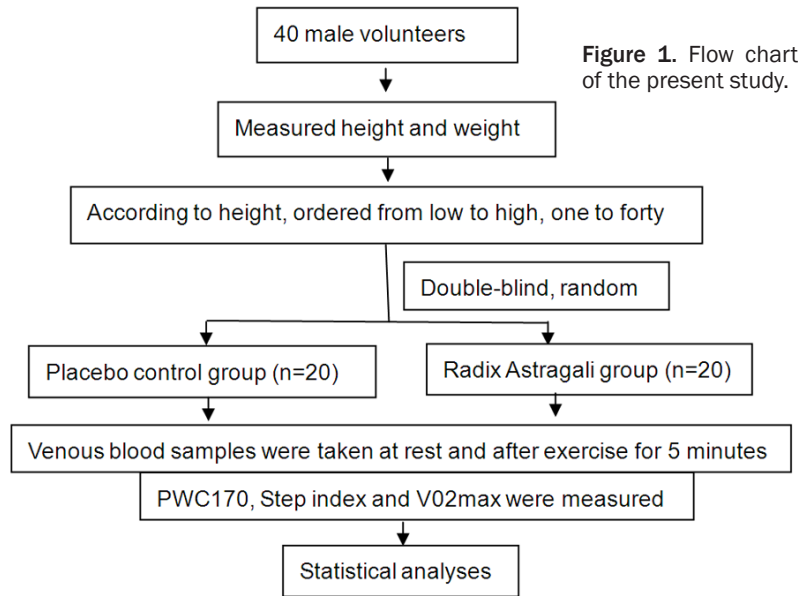 40 male volunteers
Figure 1. Flow chart
of the present study.
Measured height and weight
According to height, ordered from low to high, one to forty
Double-blind, random
Placebo control group (n=20)
Radix Astragali group (n=20)
Venous blood samples were taken at rest and after exercise for 5 minutes
PWC170, Step index and V02max were measured
Statistical analyses